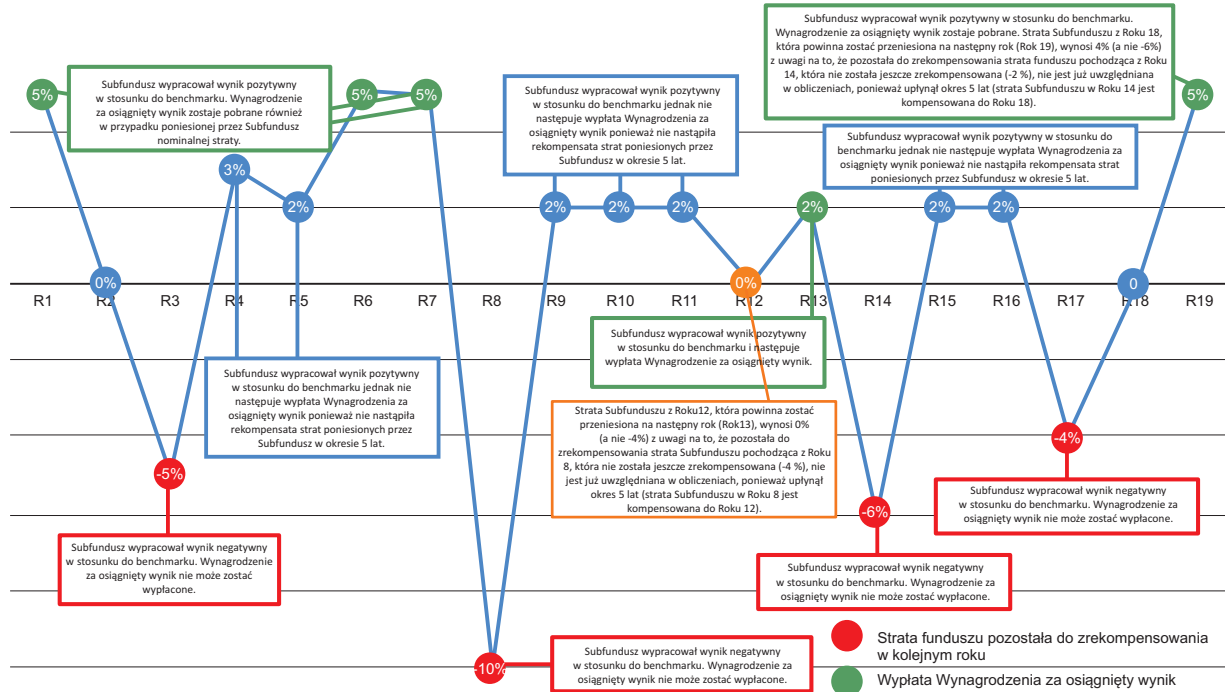 Subfundusz wypracował wynik pozytywny
w stosunku do benchmarku. Wynagrodzenie
za osiągnięty wynik zostaje pobrane również
w przypadku poniesionej przez Subfundusz
nominalnej straty.
Subfundusz wypracował wynik pozytywny
w stosunku do benchmarku jednak nie
następuje wypłata Wynagrodzenia za
osiągnięty wynik ponieważ nie nastąpiła
rekompensata strat poniesionych przez
Subfundusz w okresie 5 lat.
Subfundusz wypracował wynik pozytywny w stosunku do benchmarku.
Wynagrodzenie za osiągnięty wynik zostaje pobrane. Strata Subfunduszu z Roku 18,
która powinna zostać przeniesiona na następny rok (Rok 19), wynosi 4% (a nie -6%)
z uwagi na to, że pozostała do zrekompensowania strata funduszu pochodząca z Roku
14, która nie została jeszcze zrekompensowana (-2 %), nie jest już uwzględniana
w obliczeniach, ponieważ upłynął okres 5 lat (strata Subfunduszu w Roku 14 jest
kompensowana do Roku 18).
Subfundusz wypracował wynik pozytywny w stosunku do
benchmarku jednak nie następuje wypłata Wynagrodzenia za
osiągnięty wynik ponieważ nie nastąpiła rekompensata strat
poniesionych przez Subfundusz w okresie 5 lat.
5%
0%
-5%
3%
2%
5%
5%
-10%
2%
2%
2%
0%
2%
-6%
2%
2%
-4%
0
5%
R1
R2
R3
R4
R5
R6
R7
R8
R9
R10
R11
R12
R13
R14
R15
R16
R17
R18
R19
Subfundusz wypracował wynik pozytywny
w stosunku do benchmarku i następuje
wypłata Wynagrodzenie za osiągnięty wynik.
Subfundusz wypracował wynik pozytywny
w stosunku do benchmarku jednak nie
następuje wypłata Wynagrodzenia za
osiągnięty wynik ponieważ nie nastąpiła
rekompensata strat poniesionych przez
Subfundusz w okresie 5 lat.
Strata Subfunduszu z Roku12, która powinna zostać
przeniesiona na następny rok (Rok13), wynosi 0%
(a nie -4%) z uwagi na to, że pozostała do
zrekompensowania strata Subfunduszu pochodząca z Roku
8, która nie została jeszcze zrekompensowana (-4 %), nie
jest już uwzględniana w obliczeniach, ponieważ upłynął
okres 5 lat (strata Subfunduszu w Roku 8 jest
kompensowana do Roku 12).
Subfundusz wypracował wynik negatywny
w stosunku do benchmarku. Wynagrodzenie za
osiągnięty wynik nie może zostać wypłacone.
Subfundusz wypracował wynik negatywny
w stosunku do benchmarku. Wynagrodzenie
za osiągnięty wynik nie może zostać
wypłacone.
Subfundusz wypracował wynik negatywny
w stosunku do benchmarku. Wynagrodzenie za
osiągnięty wynik nie może zostać wypłacone.
Subfundusz wypracował wynik negatywny
w stosunku do benchmarku. Wynagrodzenie za
osiągnięty wynik nie może zostać wypłacone.
Strata funduszu pozostała do zrekompensowania
w kolejnym roku
Wypłata Wynagrodzenia za osiągnięty wynik